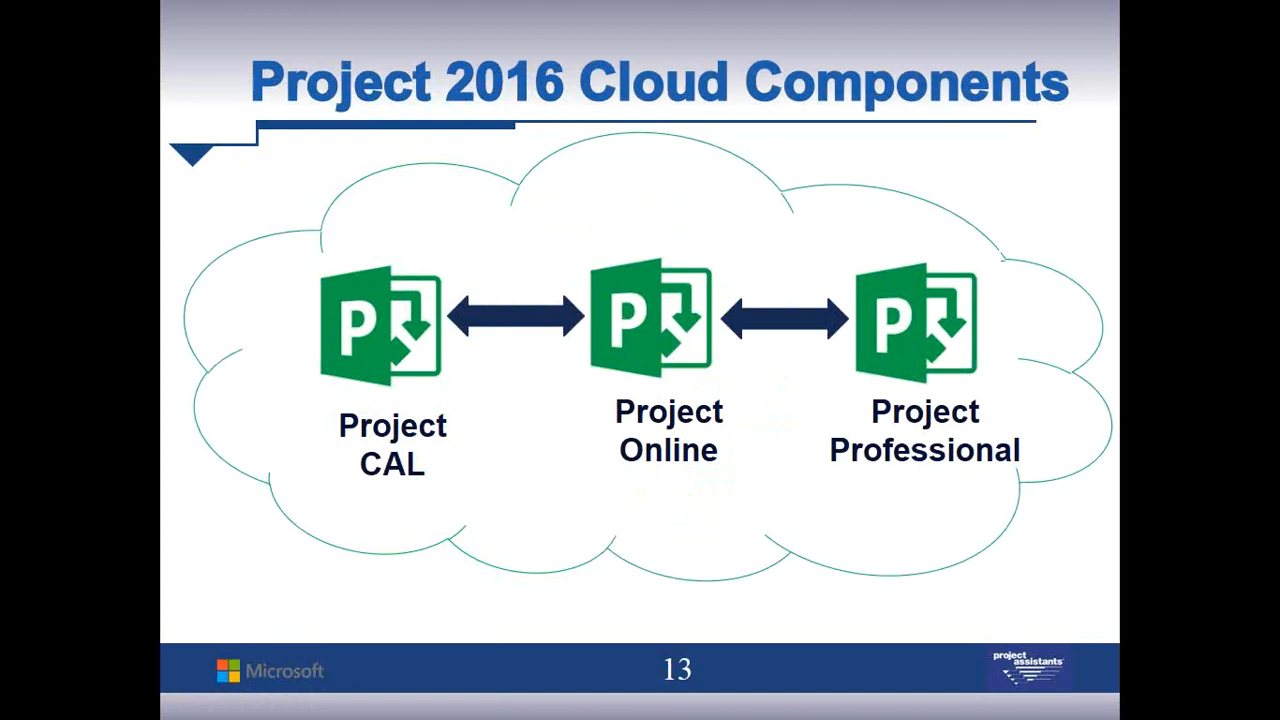 Project 2016 Cloud Components
P
P
P
Project
CAL
Project
Online
Project
Professional
Microsoft
13
project
assistants